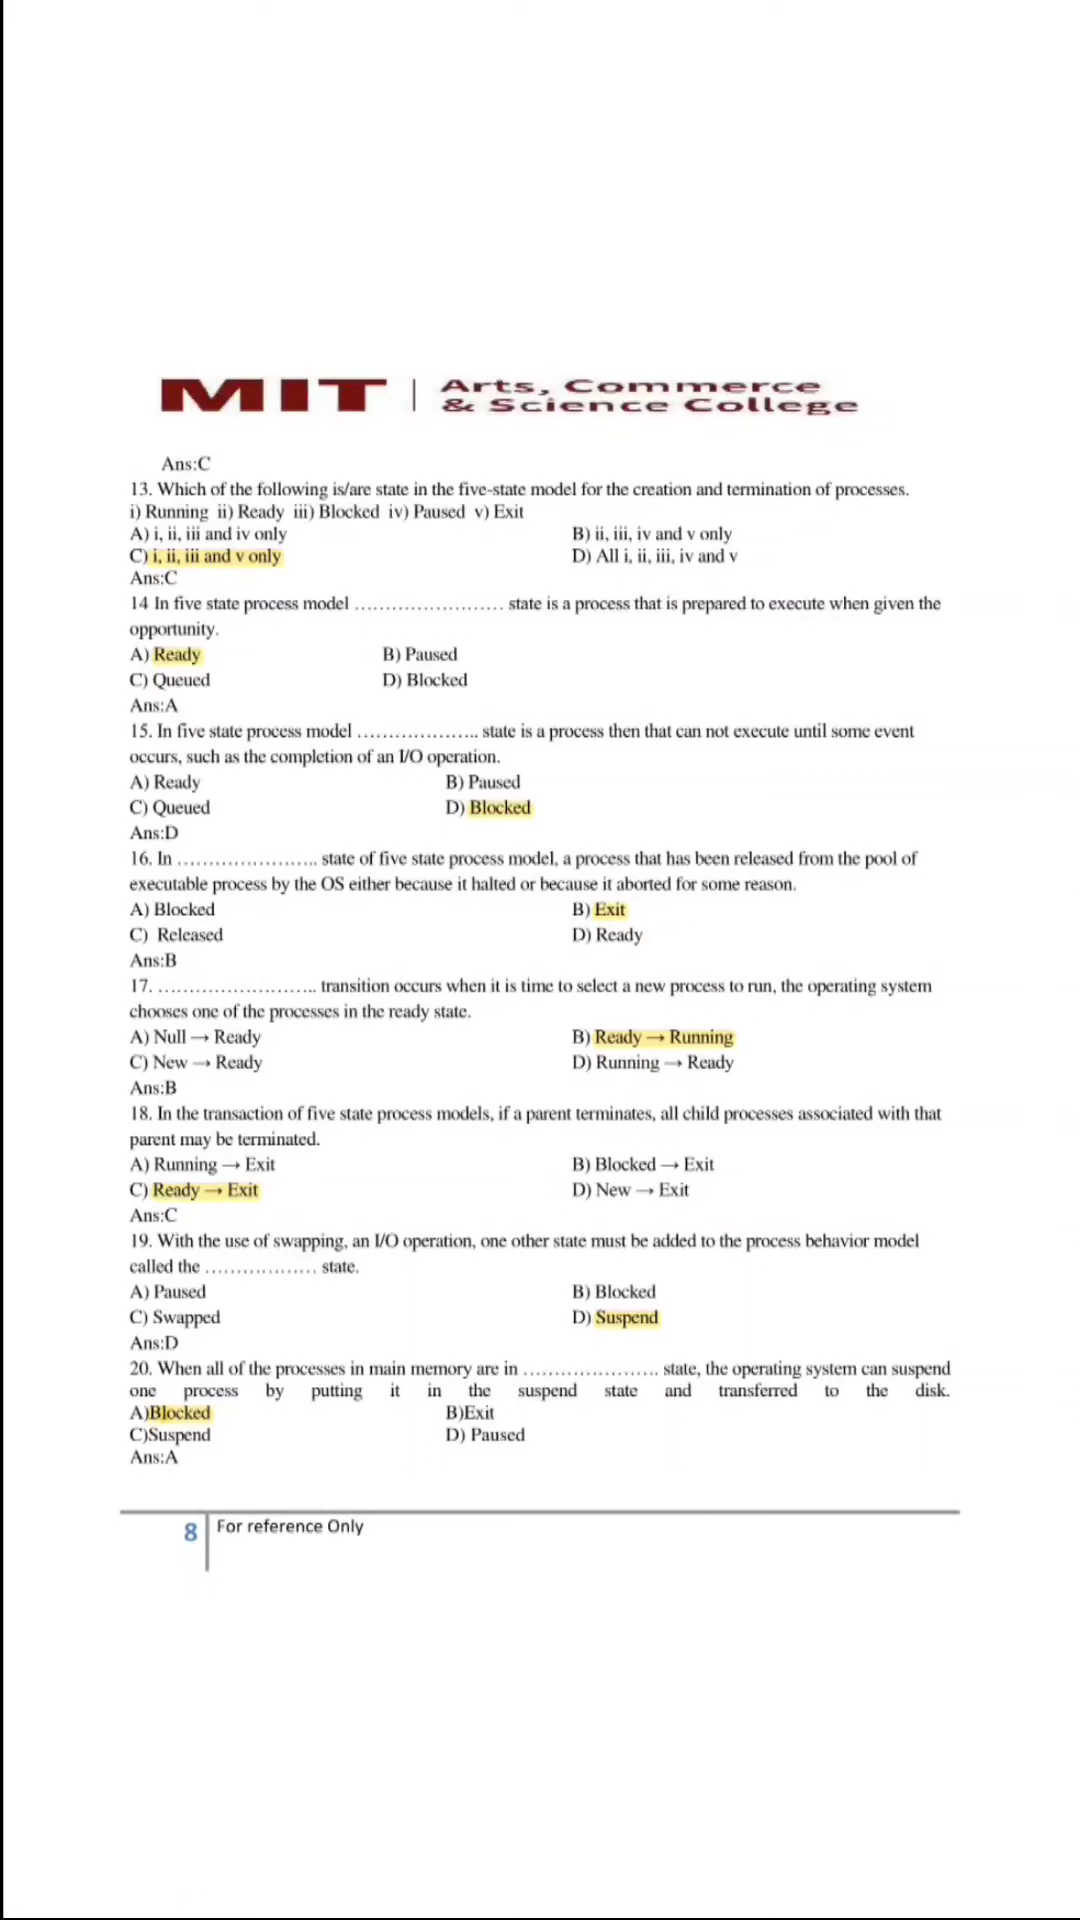 MIT | Arts, Commerce
& Science College
Ans:C
13. Which of the following is/are state in the five-state model for the creation and termination of processes.
i) Running ii) Ready iii) Blocked iv) Paused v) Exit
A) i, ii, iii and iv only B) ii, iii, iv and v only
C) i, ii, iii and v only D) All i, ii, iii, iv and v
Ans:C
14 In five state process model …………………… state is a process that is prepared to execute when given the
opportunity.
A) Ready B) Paused
C) Queued D) Blocked
Ans:A
15. In five state process model ……………….. state is a process then that can not execute until some event
occurs, such as the completion of an I/O operation.
A) Ready B) Paused
C) Queued D) Blocked
Ans:D
16. In ………………….. state of five state process model, a process that has been released from the pool of
executable process by the OS either because it halted or because it aborted for some reason.
A) Blocked B) Exit
C) Released D) Ready
Ans:B
17. …………………….. transition occurs when it is time to select a new process to run, the operating system
chooses one of the processes in the ready state.
A) Null → Ready B) Ready → Running
C) New → Ready D) Running → Ready
Ans:B
18. In the transaction of five state process models, if a parent terminates, all child processes associated with that
parent may be terminated.
A) Running → Exit B) Blocked → Exit
C) Ready → Exit D) New → Exit
Ans:C
19. With the use of swapping, an I/O operation, one other state must be added to the process behavior model
called the ……………… state.
A) Paused B) Blocked
C) Swapped D) Suspend
Ans:D
20. When all of the processes in main memory are in …………………. state, the operating system can suspend
one process by putting it in the suspend state and transferred to the disk.
A)Blocked B)Exit
C)Suspend D) Paused
Ans:A
8 For reference Only